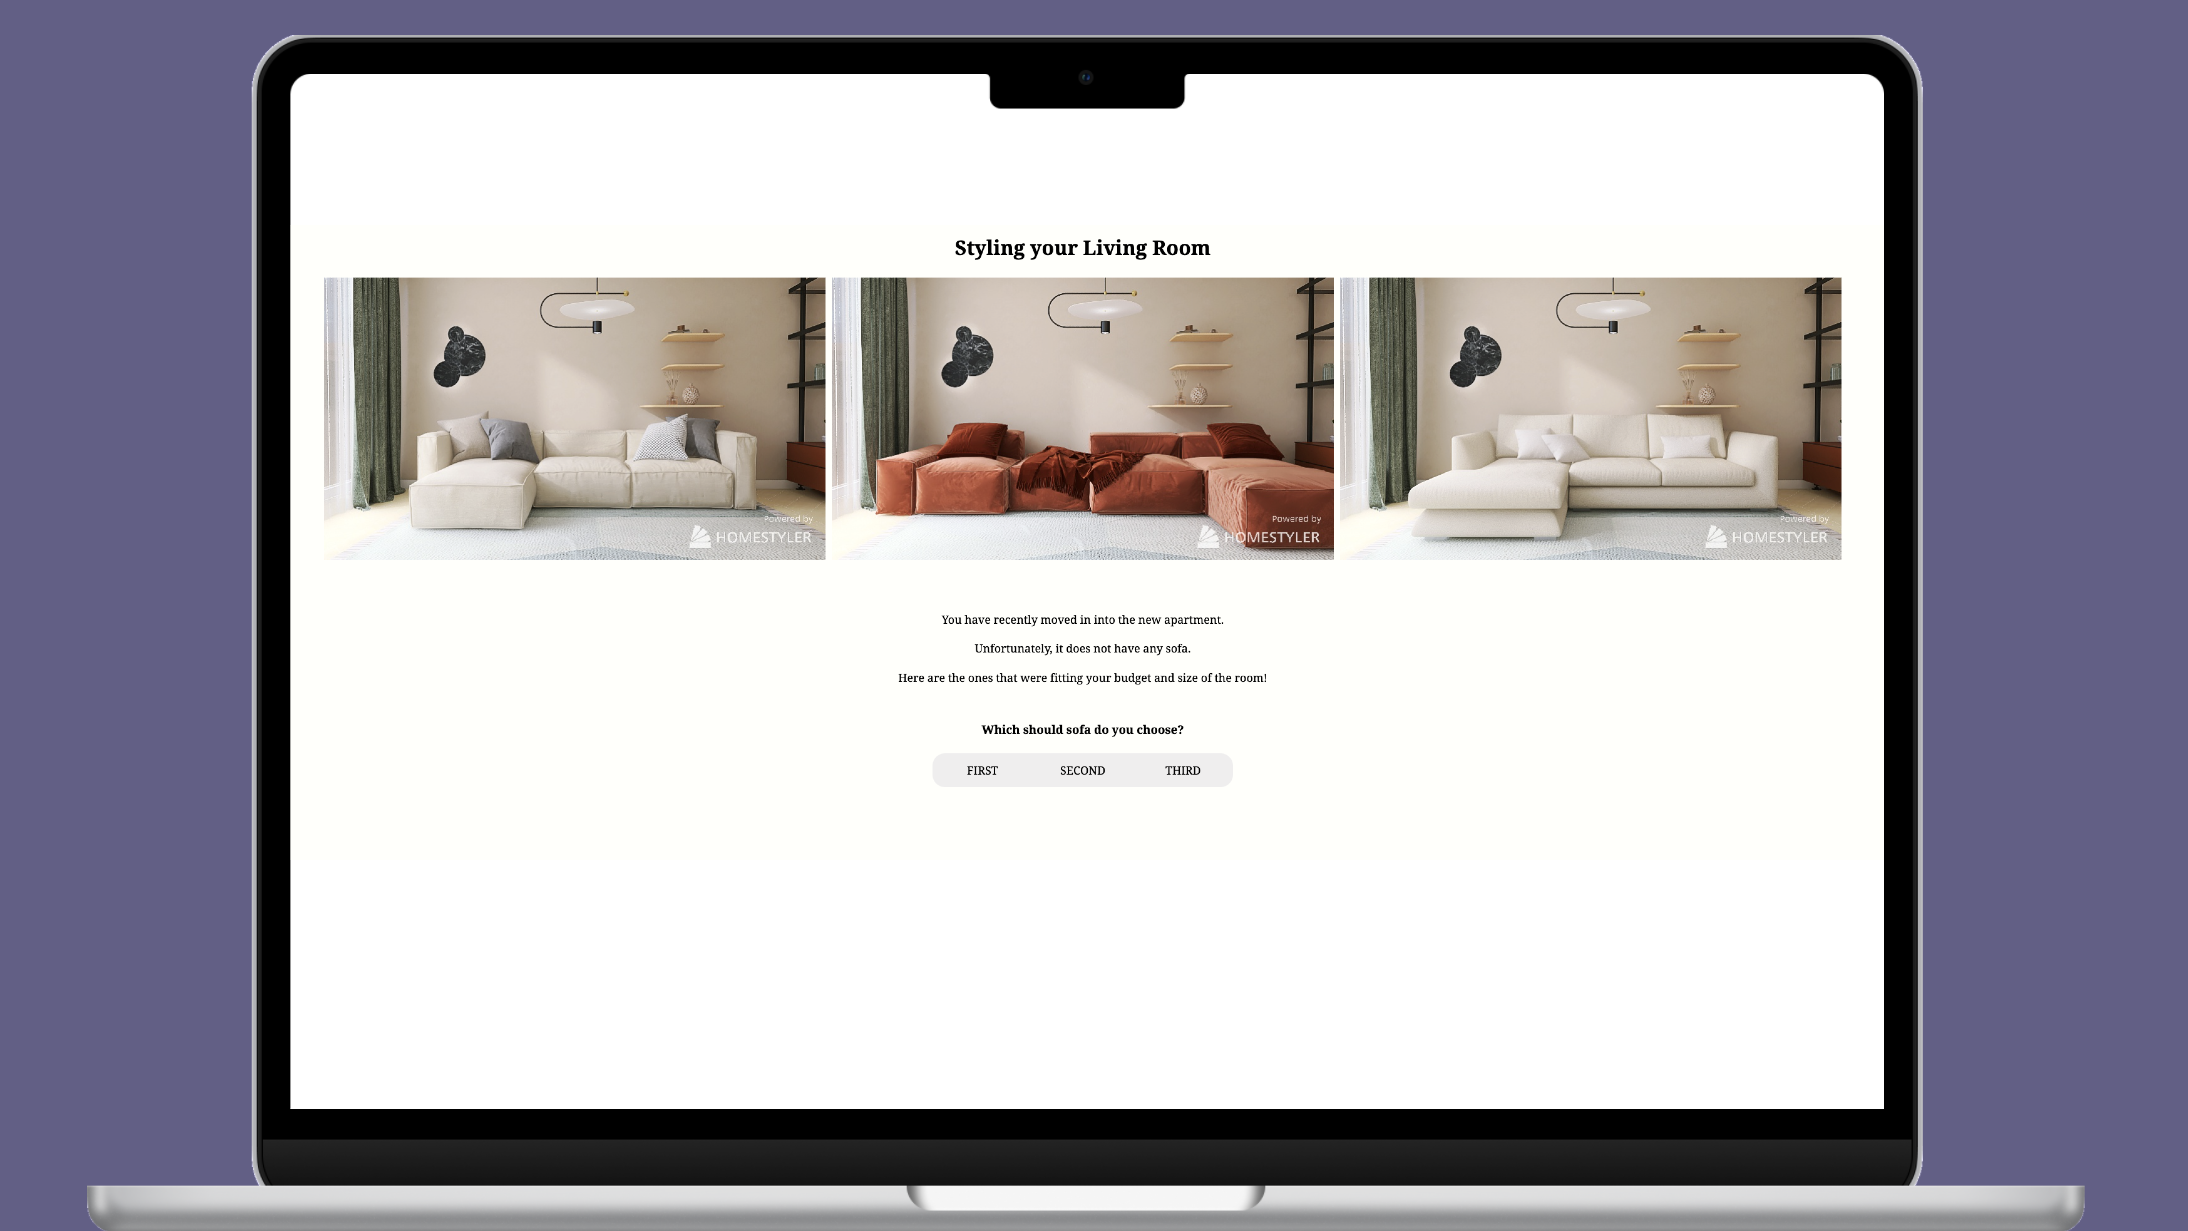 Styling your Living Room
Powered by
HOMESTYLER
Powered by
HOMESTYLER
Powered by
HOMESTYLER
You have recently moved in into the new apartment.
Unfortunately, it does not have any sofa.
Here are the ones that were fitting your budget and size of the room!
Which should sofa do you choose?
FIRST SECOND THIRD